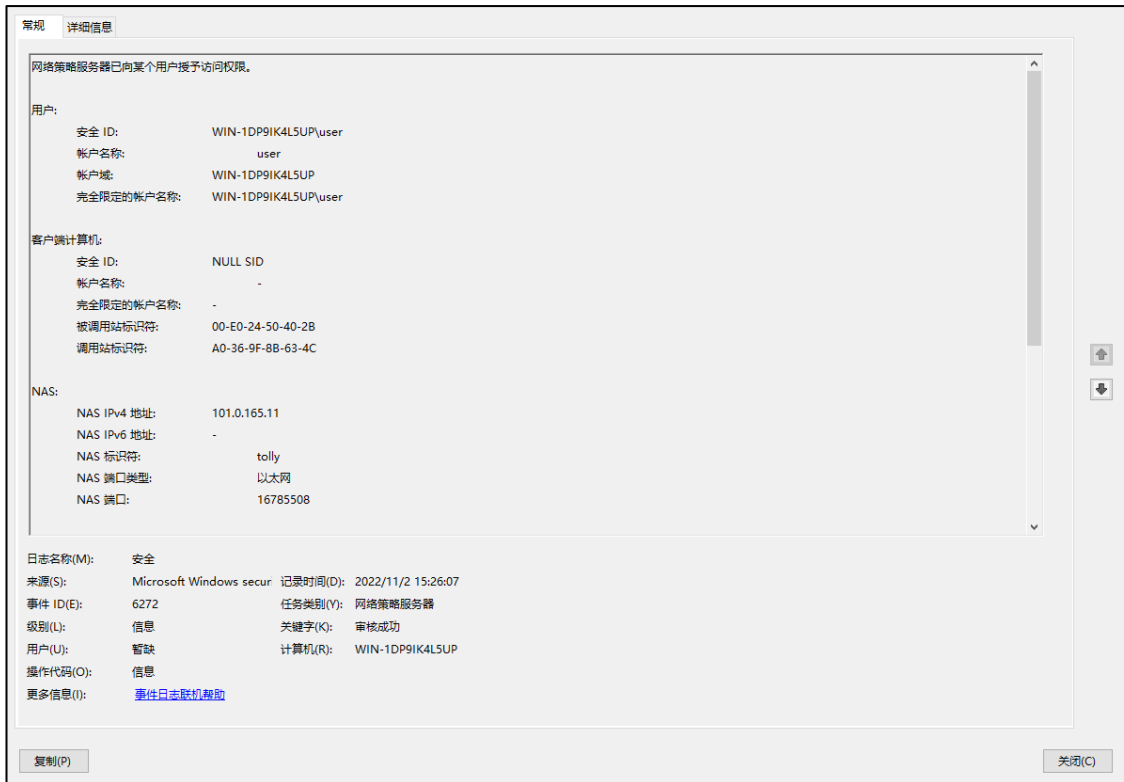 常规 详细信息
网络策略服务器已向某个用户授予访问权限。
用户:
安全 ID: WIN-1DP9IK4L5UP\user
帐户名称: user
帐户域: WIN-1DP9IK4L5UP
完全限定的帐户名称: WIN-1DP9IK4L5UP\user
客户端计算机:
安全 ID: NULL SID
帐户名称: -
完全限定的帐户名称: -
被调用站标识符: 00-E0-24-50-40-2B
调用站标识符: A0-36-9F-8B-63-4C
NAS:
NAS IPv4 地址: 101.0.165.11
NAS IPv6 地址: -
NAS 标识符: tolly
NAS 端口类型: 以太网
NAS 端口: 16785508
日志名称(M): 安全
来源(S): Microsoft Windows securi 记录时间(D): 2022/11/2 15:26:07
事件 ID(E): 6272 任务类别(Y): 网络策略服务器
级别(L): 信息 关键字(K): 审核成功
用户(U): 暂缺 计算机(R): WIN-1DP9IK4L5UP
操作代码(O): 信息
更多信息(I): 事件日志联机帮助
复制(P) 关闭(C)